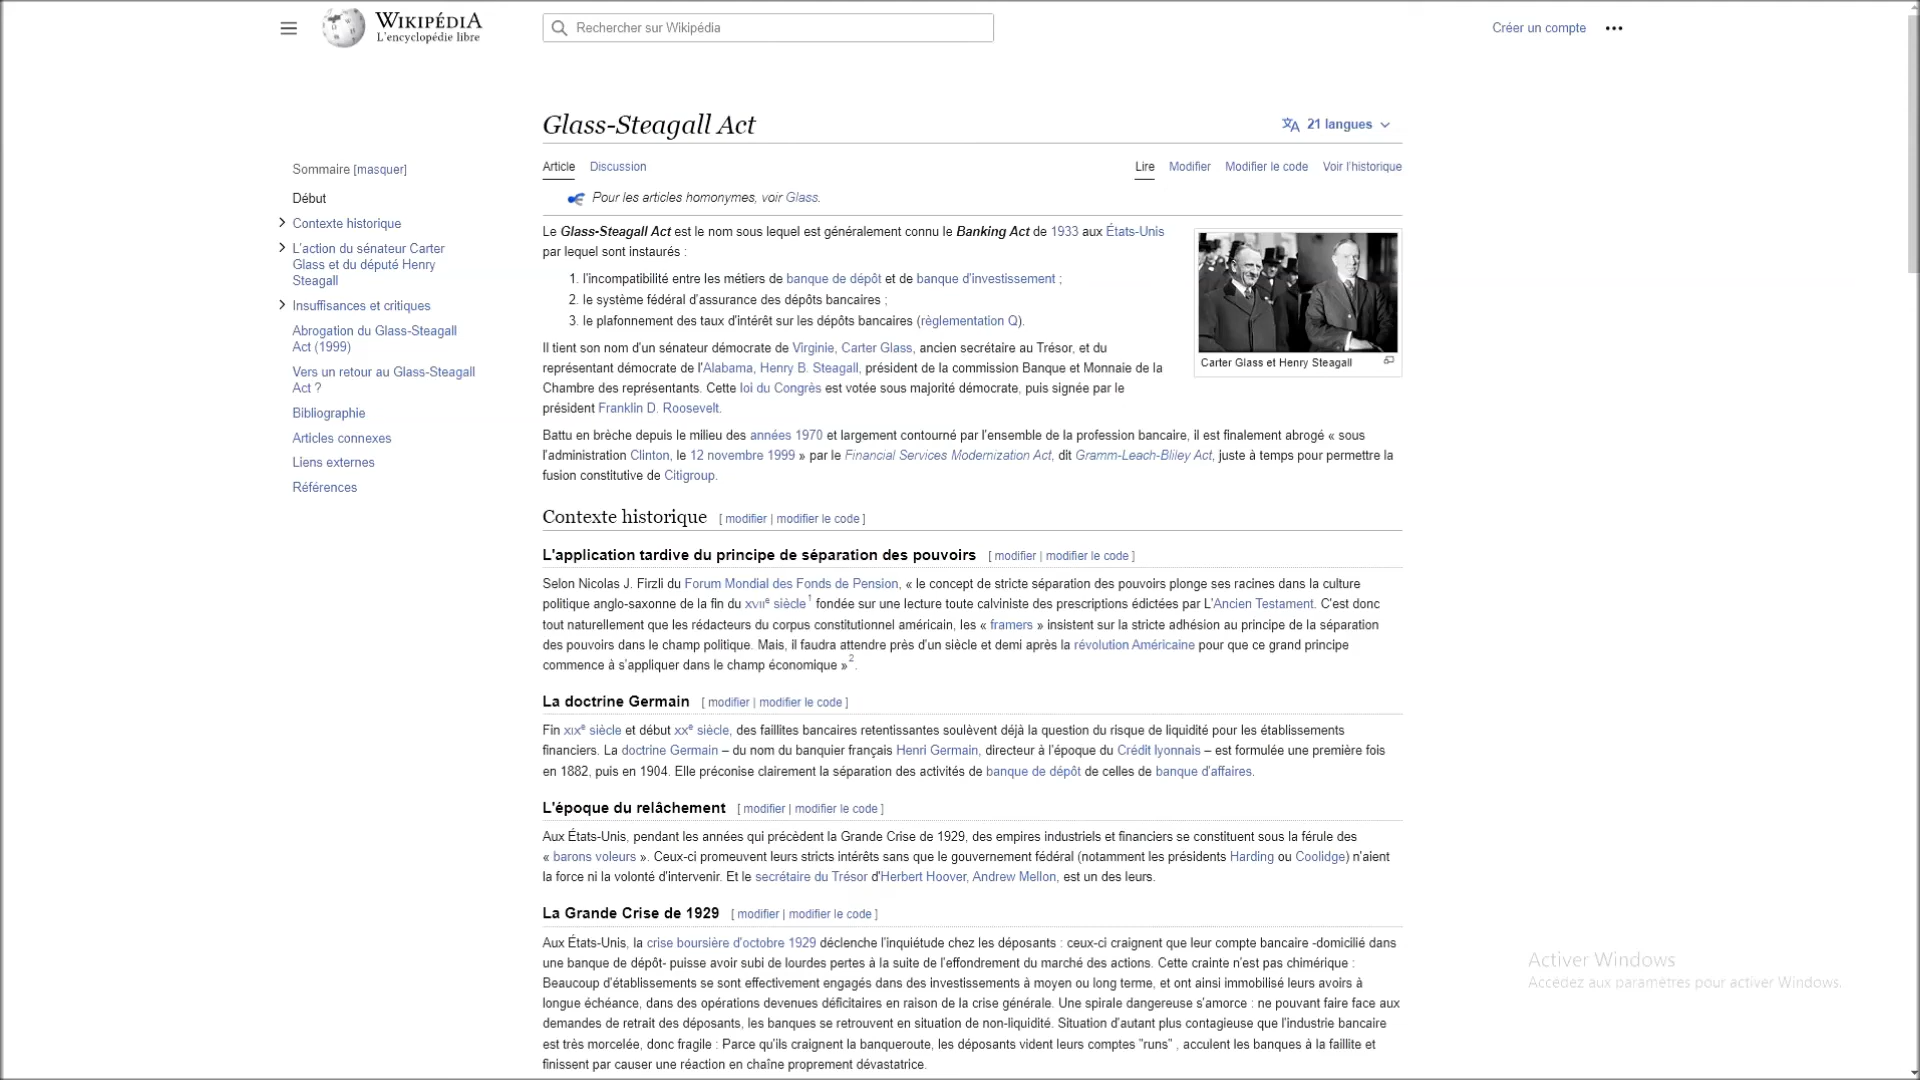 WIKIPÉDIA
L'encyclopédie libre
Rechercher sur Wikipédia
Créer un compte
Glass-Steagall Act
21 langues
Article Discussion
Lire Modifier Modifier le code Voir l'historique
Sommaire [masquer]
Début
Contexte historique
L'action du sénateur Carter
Glass et du député Henry
Steagall
Insuffisances et critiques
Abrogation du Glass-Steagall
Act (1999)
Vers un retour au Glass-Steagall
Act ?
Bibliographie
Articles connexes
Liens externes
Références
Pour les articles homonymes, voir Glass.
Le Glass-Steagall Act est le nom sous lequel est généralement connu le Banking Act de 1933 aux États-Unis
par lequel sont instaurés :
1. l'incompatibilité entre les métiers de banque de dépôt et de banque d'investissement ;
2. le système fédéral d'assurance des dépôts bancaires ;
3. le plafonnement des taux d'intérêt sur les dépôts bancaires (règlementation Q).
Carter Glass et Henry Steagall
Il tient son nom d'un sénateur démocrate de Virginie, Carter Glass, ancien secrétaire au Trésor, et du
représentant démocrate de l'Alabama, Henry B. Steagall, président de la commission Banque et Monnaie de la
Chambre des représentants. Cette loi du Congrès est votée sous majorité démocrate, puis signée par le
président Franklin D. Roosevelt.
Battu en brèche depuis le milieu des années 1970 et largement contourné par l'ensemble de la profession bancaire, il est finalement abrogé « sous
l'administration Clinton, le 12 novembre 1999 » par le Financial Services Modernization Act, dit Gramm-Leach-Bliley Act, juste à temps pour permettre la
fusion constitutive de Citigroup.
Contexte historique [ modifier | modifier le code ]
L'application tardive du principe de séparation des pouvoirs [ modifier | modifier le code ]
Selon Nicolas J. Firzli du Forum Mondial des Fonds de Pension, « le concept de stricte séparation des pouvoirs plonge ses racines dans la culture
politique anglo-saxonne de la fin du XVIIe siècle1 fondée sur une lecture toute calviniste des prescriptions édictées par L'Ancien Testament. C'est donc
tout naturellement que les rédacteurs du corpus constitutionnel américain, les « framers » insistent sur la stricte adhésion au principe de la séparation
des pouvoirs dans le champ politique. Mais, il faudra attendre près d'un siècle et demi après la révolution Américaine pour que ce grand principe
commence à s'appliquer dans le champ économique »2.
La doctrine Germain [ modifier | modifier le code ]
Fin XIXe siècle et début XXe siècle, des faillites bancaires retentissantes soulèvent déjà la question du risque de liquidité pour les établissements
financiers. La doctrine Germain – du nom du banquier français Henri Germain, directeur à l'époque du Crédit lyonnais – est formulée une première fois
en 1882, puis en 1904. Elle préconise clairement la séparation des activités de banque de dépôt de celles de banque d'affaires.
L'époque du relâchement [ modifier | modifier le code ]
Aux États-Unis, pendant les années qui précèdent la Grande Crise de 1929, des empires industriels et financiers se constituent sous la férule des
« barons voleurs ». Ceux-ci promeuvent leurs stricts intérêts sans que le gouvernement fédéral (notamment les présidents Harding ou Coolidge) n'aient
la force ni la volonté d'intervenir. Et le secrétaire du Trésor d'Herbert Hoover, Andrew Mellon, est un des leurs.
La Grande Crise de 1929 [ modifier | modifier le code ]
Aux États-Unis, la crise boursière d'octobre 1929 déclenche l'inquiétude chez les déposants : ceux-ci craignent que leur compte bancaire -domicilié dans
une banque de dépôt- puisse avoir subi de lourdes pertes à la suite de l'effondrement du marché des actions. Cette crainte n'est pas chimérique :
Beaucoup d'établissements se sont effectivement engagés dans des investissements à moyen ou long terme, et ont ainsi immobilisé leurs avoirs à
longue échéance, dans des opérations devenues déficitaires en raison de la crise générale. Une spirale dangereuse s'amorce : ne pouvant faire face aux
demandes de retrait des déposants, les banques se retrouvent en situation de non-liquidité. Situation d'autant plus contagieuse que l'industrie bancaire
est très morcelée, donc fragile : Parce qu'ils craignent la banqueroute, les déposants vident leurs comptes "runs" , acculent les banques à la faillite et
finissent par causer une réaction en chaîne proprement dévastatrice.
Activer Windows
Accédez aux paramètres pour activer Windows.